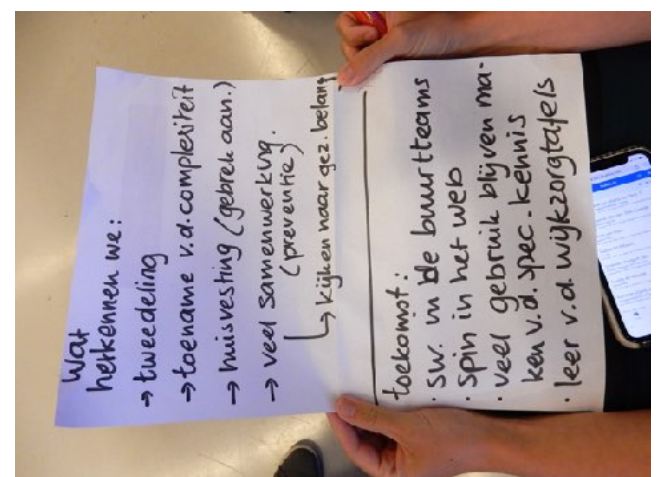 Wat
herkennen we:
→ tweedeling
→ toename v.d. complexiteit
→ huisvesting (gebrek aan.)
→ veel samenwerking.
(preventie)
↳ kijken naar gez. belang
toekomst:
· sw. in de buurtteams
· spin in het web
· veel gebruik blijven ma-
ken v.d. spec. kennis
· leer v.d. wijkzorgtafels